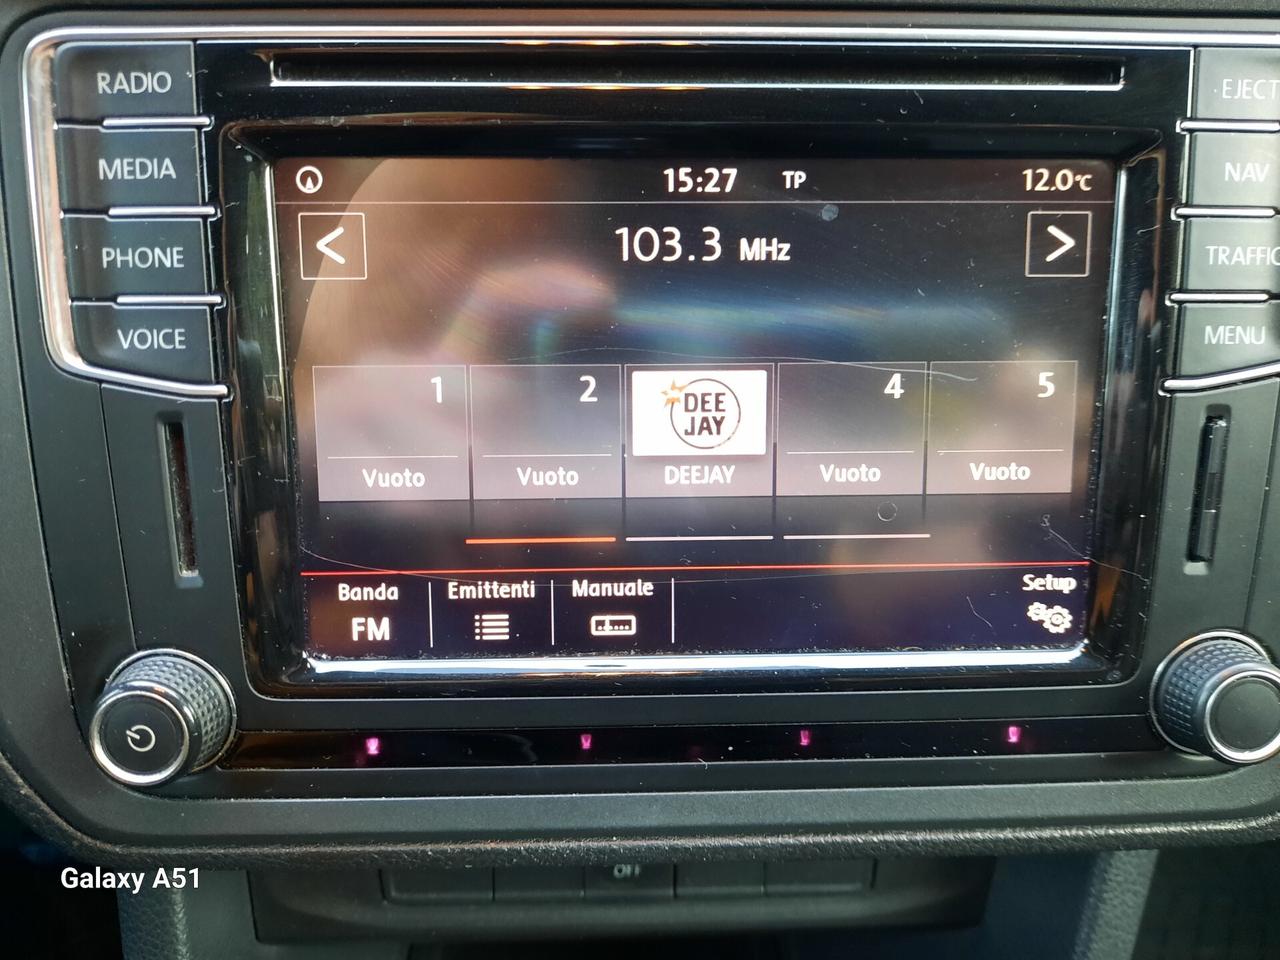 RADIO
MEDIA
PHONE
VOICE
EJECT
NAV
TRAFFIC
MENU
15:27 TP 12.0°C
103.3 MHz
1 2 DEE JAY 4 5
Vuoto Vuoto DEEJAY Vuoto Vuoto
Banda Emittenti Manuale Setup
FM
OFF
Galaxy A51